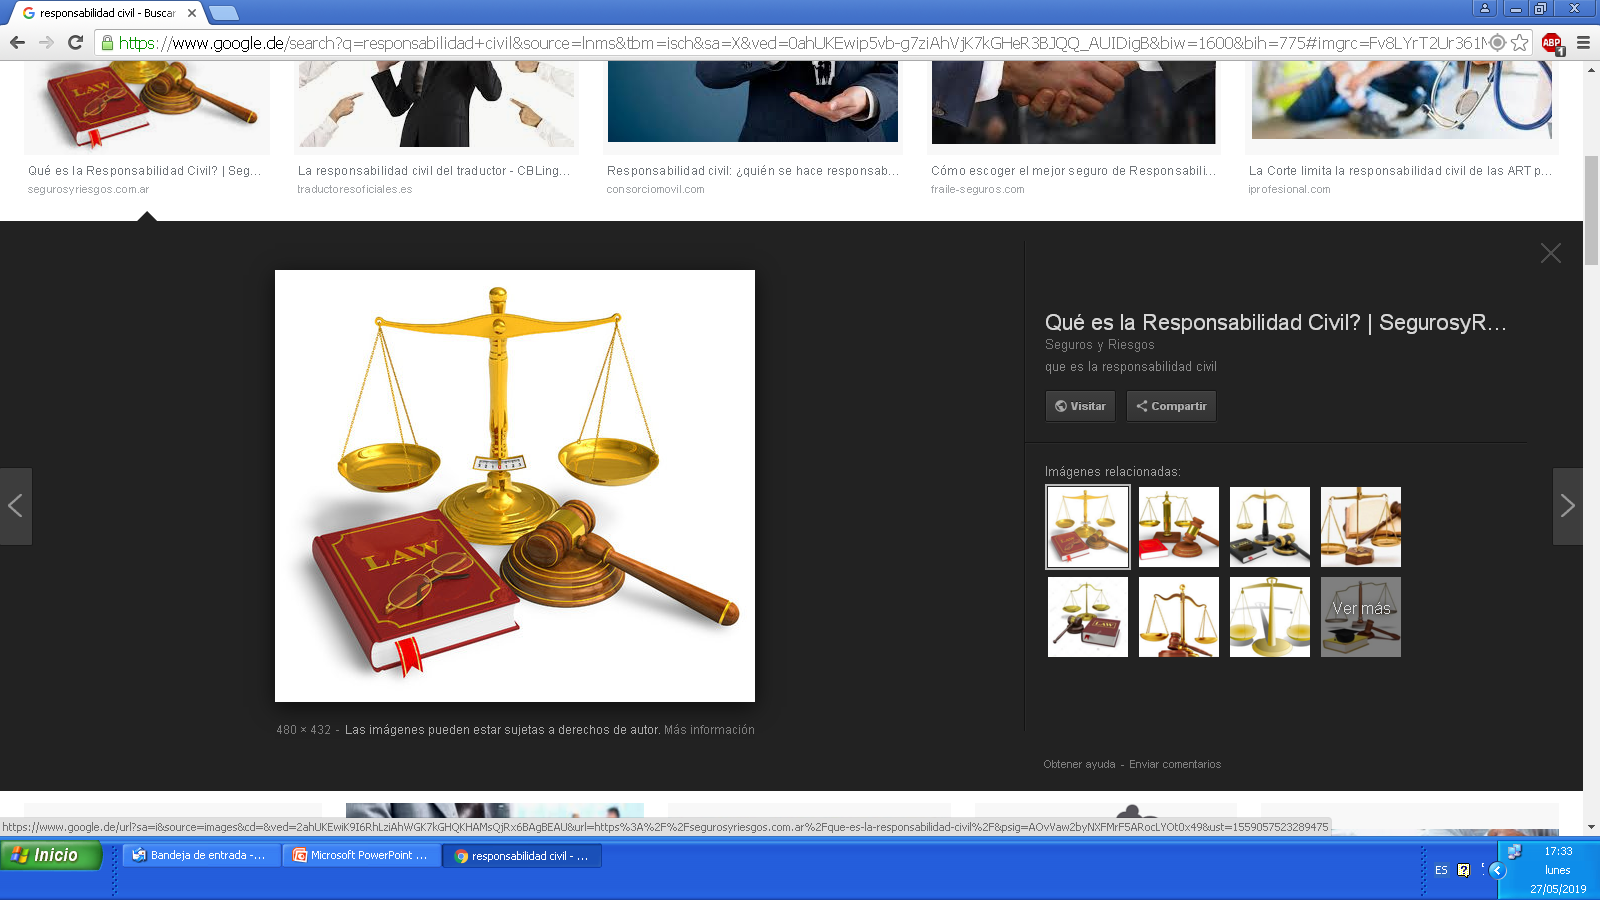 responsabilidad civil - Buscar
https://www.google.de/search?q=responsabilidad+civil&source=lnms&tbm=isch&sa=X&ved=0ahUKEwip5vb-g7ziAhVjK7kGHeR3BJQQ_AUIDigB&biw=1600&bih=775#imgrc=Fv8LYrT2Ur361M
ABP
1
LAW
Qué es la Responsabilidad Civil? | Seg...
segurosyriesgos.com.ar
La responsabilidad civil del traductor - CBLing...
traductoresoficiales.es
Responsabilidad civil: ¿quién se hace responsab...
consorciomovil.com
Cómo escoger el mejor seguro de Responsabili...
fraile-seguros.com
La Corte limita la responsabilidad civil de las ART p...
iprofesional.com
LAW
Qué es la Responsabilidad Civil? | SegurosyR...
Seguros y Riesgos
que es la responsabilidad civil
Visitar
Compartir
Imágenes relacionadas:
Ver más
480 × 432 - Las imágenes pueden estar sujetas a derechos de autor. Más información
Obtener ayuda - Enviar comentarios
https://www.google.de/url?sa=i&source=images&cd=&ved=2ahUKEwiK9I6RhLziAhWGK7kGHQKHAMsQjRx6BAgBEAU&url=https%3A%2F%2Fsegurosyriesgos.com.ar%2Fque-es-la-responsabilidad-civil%2F&psig=AOvVaw2byNXFMrF5ARocLYOt0x49&ust=1559057523289475
Inicio
Bandeja de entrada -...
Microsoft PowerPoint ...
responsabilidad civil - ...
ES
17:33
lunes
27/05/2019